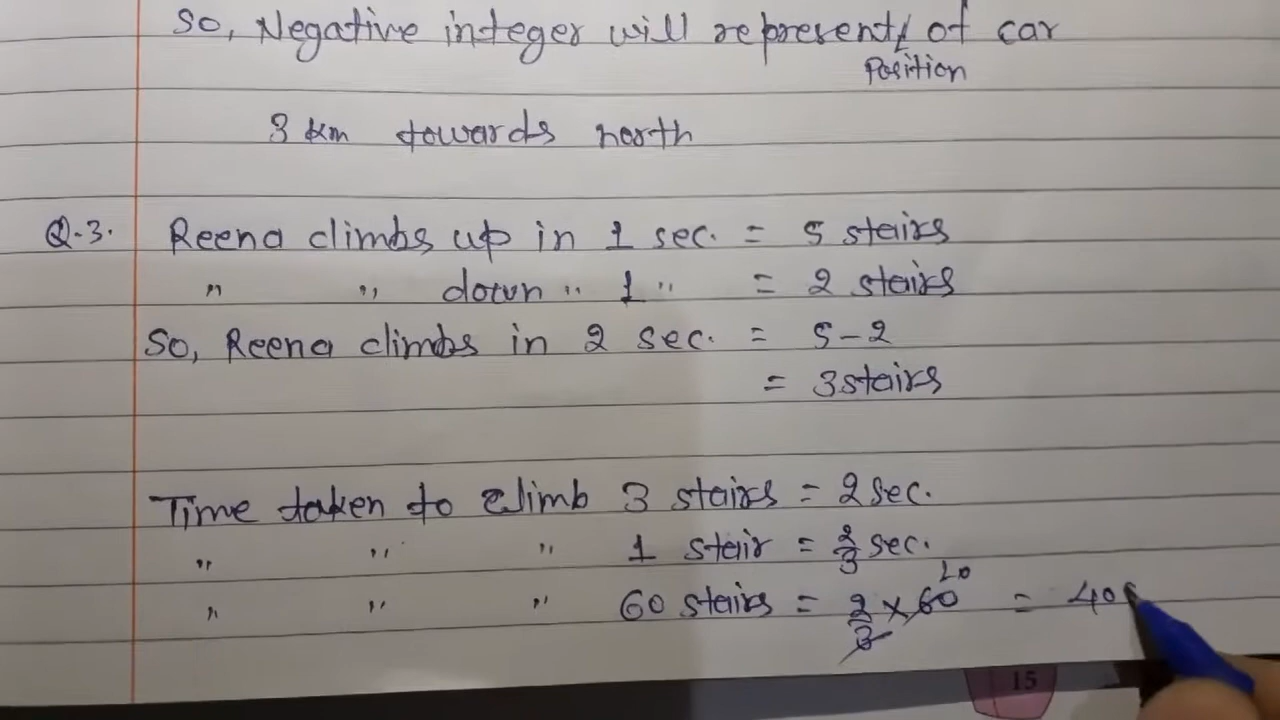 So, Negative integer will represent of car
Position
3 km towards north
Q.3. Reena climbs up in 1 sec. = 5 stairs
" " down " 1 " = 2 stairs
So, Reena climbs in 2 sec. = 5-2
= 3 stairs
Time taken to climb 3 stairs = 2 sec.
" " " 1 stair = 2/3 sec.
20
" " " 60 stairs = 2/3 × 60 = 40
15